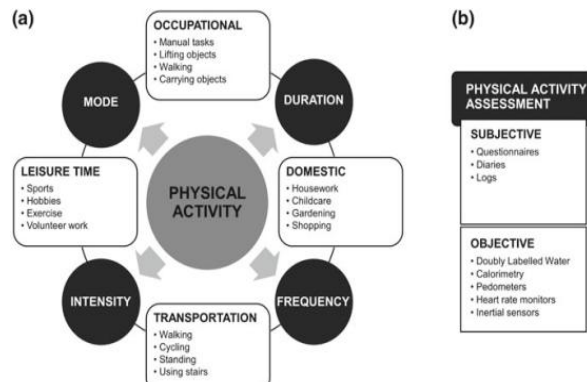 (a)
OCCUPATIONAL
• Manual tasks
• Lifting objects
• Walking
• Carrying objects
MODE
DURATION
LEISURE TIME
• Sports
• Hobbies
• Exercise
• Volunteer work
PHYSICAL
ACTIVITY
DOMESTIC
• Housework
• Childcare
• Gardening
• Shopping
INTENSITY
FREQUENCY
TRANSPORTATION
• Walking
• Cycling
• Standing
• Using stairs
(b)
PHYSICAL ACTIVITY
ASSESSMENT
SUBJECTIVE
• Questionnaires
• Diaries
• Logs
OBJECTIVE
• Doubly Labelled Water
• Calorimetry
• Pedometers
• Heart rate monitors
• Inertial sensors